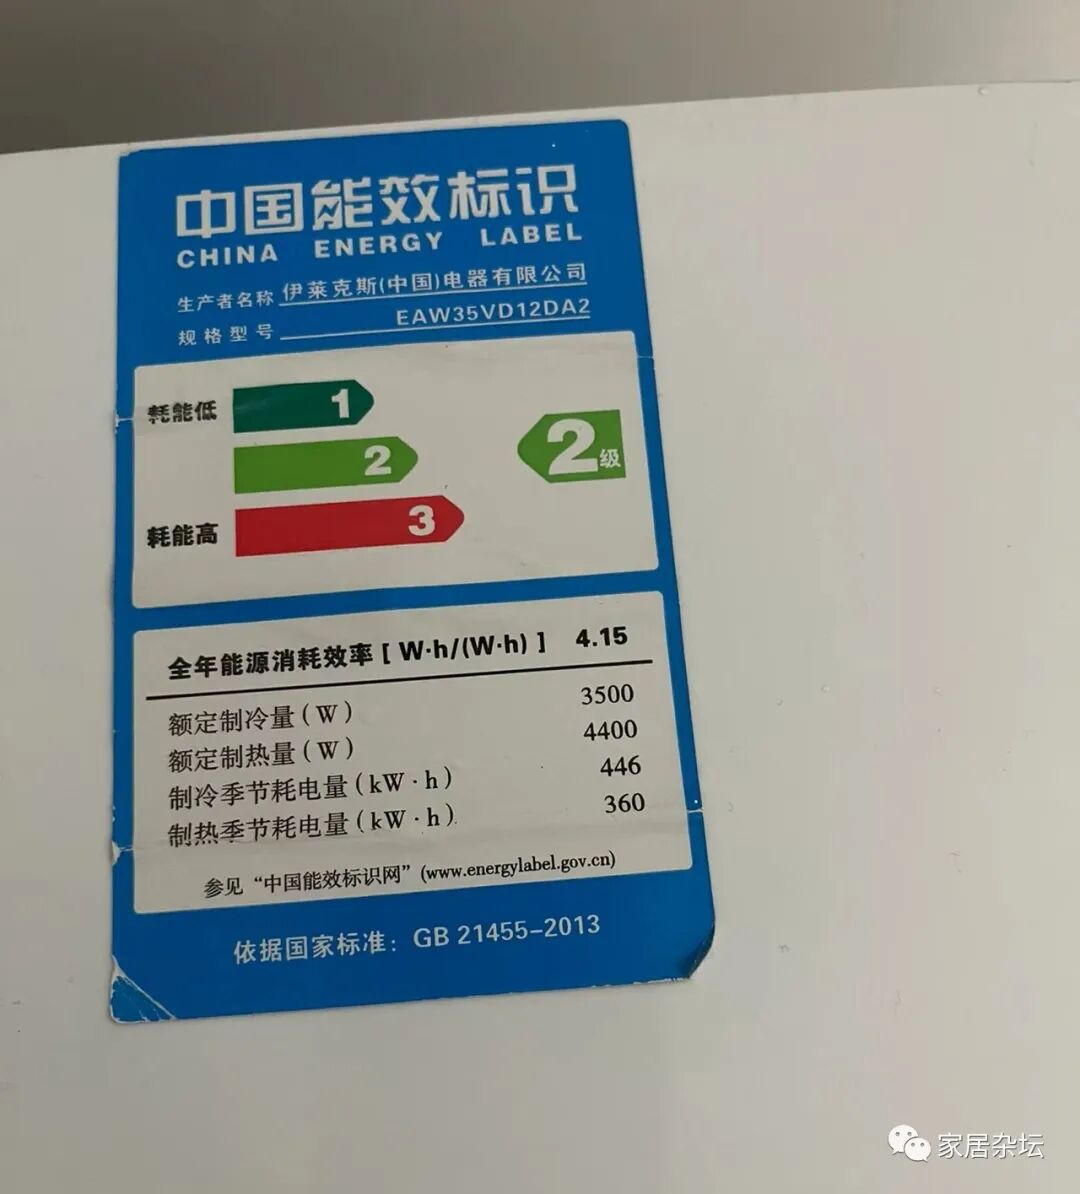 中国能效标识
CHINA ENERGY LABEL
生产者名称 伊莱克斯(中国)电器有限公司
规格型号 EAW35VD12DA2
耗能低
1
2
2级
耗能高
3
全年能源消耗效率[W·h/(W·h)] 4.15
额定制冷量(W) 3500
额定制热量(W) 4400
制冷季节耗电量(kW·h) 446
制热季节耗电量(kW·h) 360
参见“中国能效标识网”(www.energylabel.gov.cn)
依据国家标准：GB 21455-2013
家居杂坛